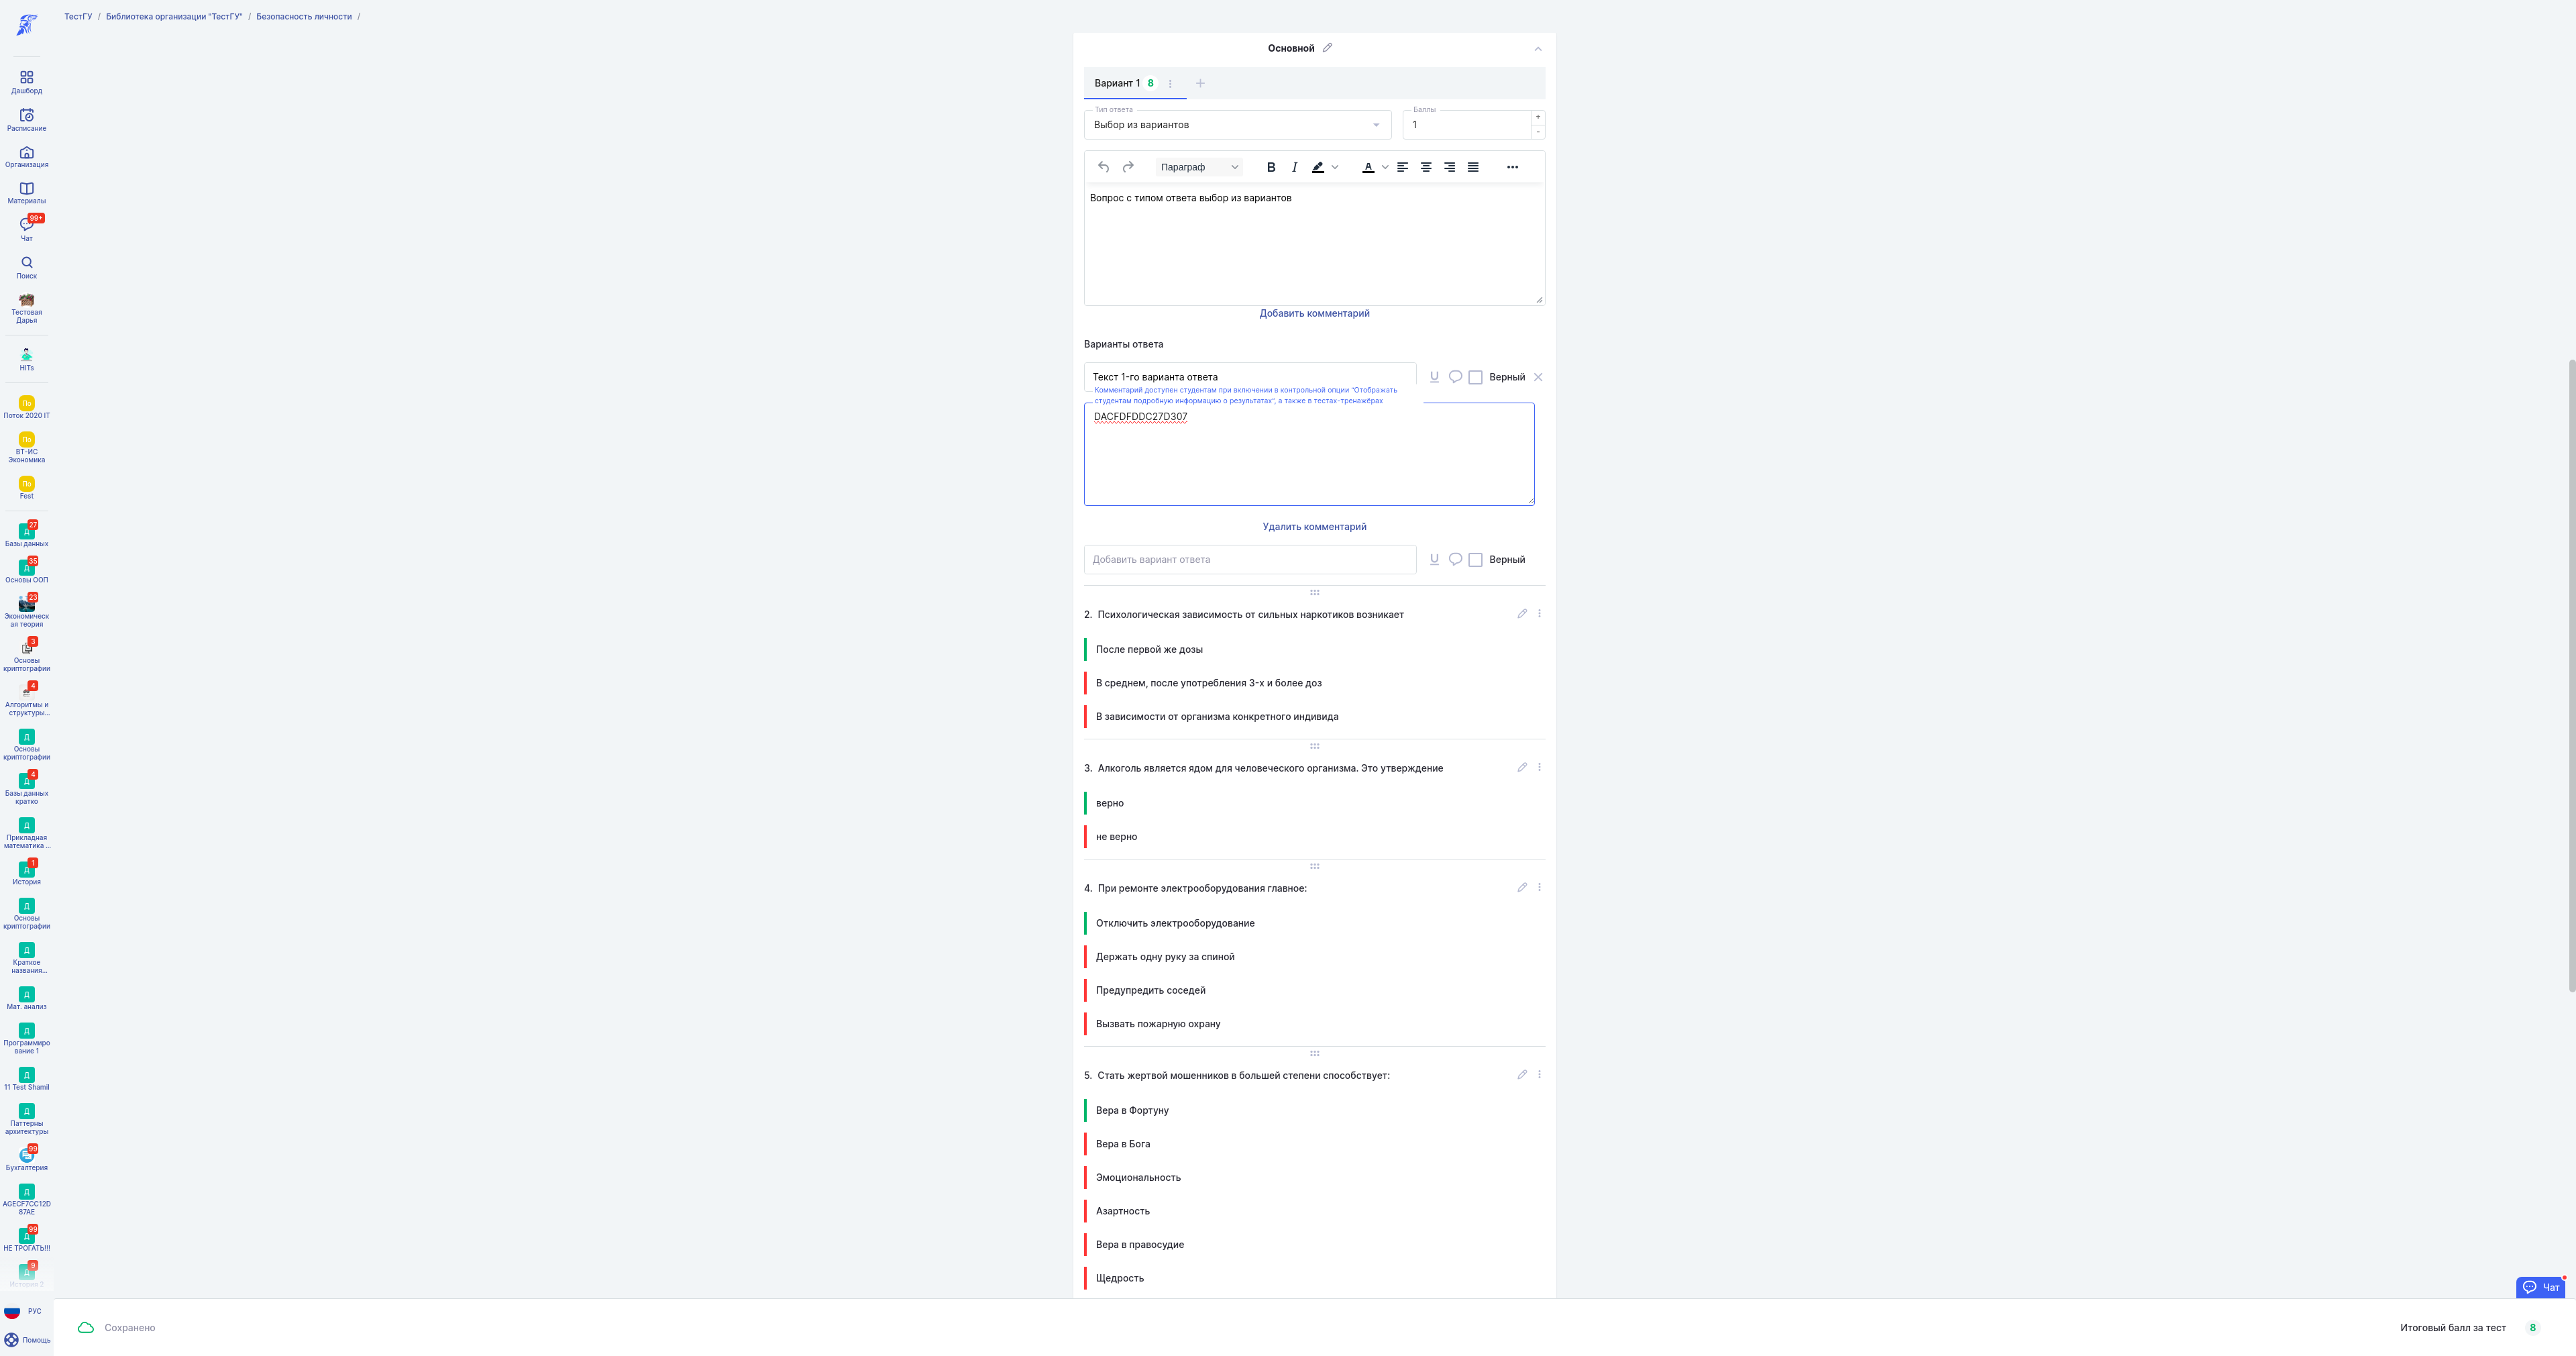 ТестГУ / Библиотека организации "ТестГУ" / Безопасность личности /
Дашборд
Расписание
Организация
Материалы
99+
Чат
Поиск
Тестовая
Дарья
HITs
По
Поток 2020 IT
По
ВТ-ИС
Экономика
По
Fest
27
Д
Базы данных
35
Д
Основы ООП
23
Экономическ
ая теория
3
Основы
криптографии
4
Алгоритмы и
структуры...
Д
Основы
криптографии
4
Д
Базы данных
кратко
Д
Прикладная
математика ...
1
Д
История
Д
Основы
криптографии
Д
Краткое
названия...
Д
Мат. анализ
Д
Программиро
вание 1
Д
11 Test Shamil
Д
Паттерны
архитектуры
99
Бухгалтерия
Д
AGECF7CC12D
87AE
99
Д
НЕ ТРОГАТЬ!!!
9
Д
История 2
РУС
Помощь
Основной
Вариант 1 8
Тип ответа
Выбор из вариантов
Баллы
1
+
-
Параграф B I A
Вопрос с типом ответа выбор из вариантов
Добавить комментарий
Варианты ответа
Текст 1-го варианта ответа
Верный
Комментарий доступен студентам при включении в контрольной опции "Отображать
студентам подробную информацию о результатах", а также в тестах-тренажёрах
DACFDFDDC27D307
Удалить комментарий
Добавить вариант ответа
Верный
2. Психологическая зависимость от сильных наркотиков возникает
После первой же дозы
В среднем, после употребления 3-х и более доз
В зависимости от организма конкретного индивида
3. Алкоголь является ядом для человеческого организма. Это утверждение
верно
не верно
4. При ремонте электрооборудования главное:
Отключить электрооборудование
Держать одну руку за спиной
Предупредить соседей
Вызвать пожарную охрану
5. Стать жертвой мошенников в большей степени способствует:
Вера в Фортуну
Вера в Бога
Эмоциональность
Азартность
Вера в правосудие
Щедрость
Чат
Сохранено
Итоговый балл за тест 8